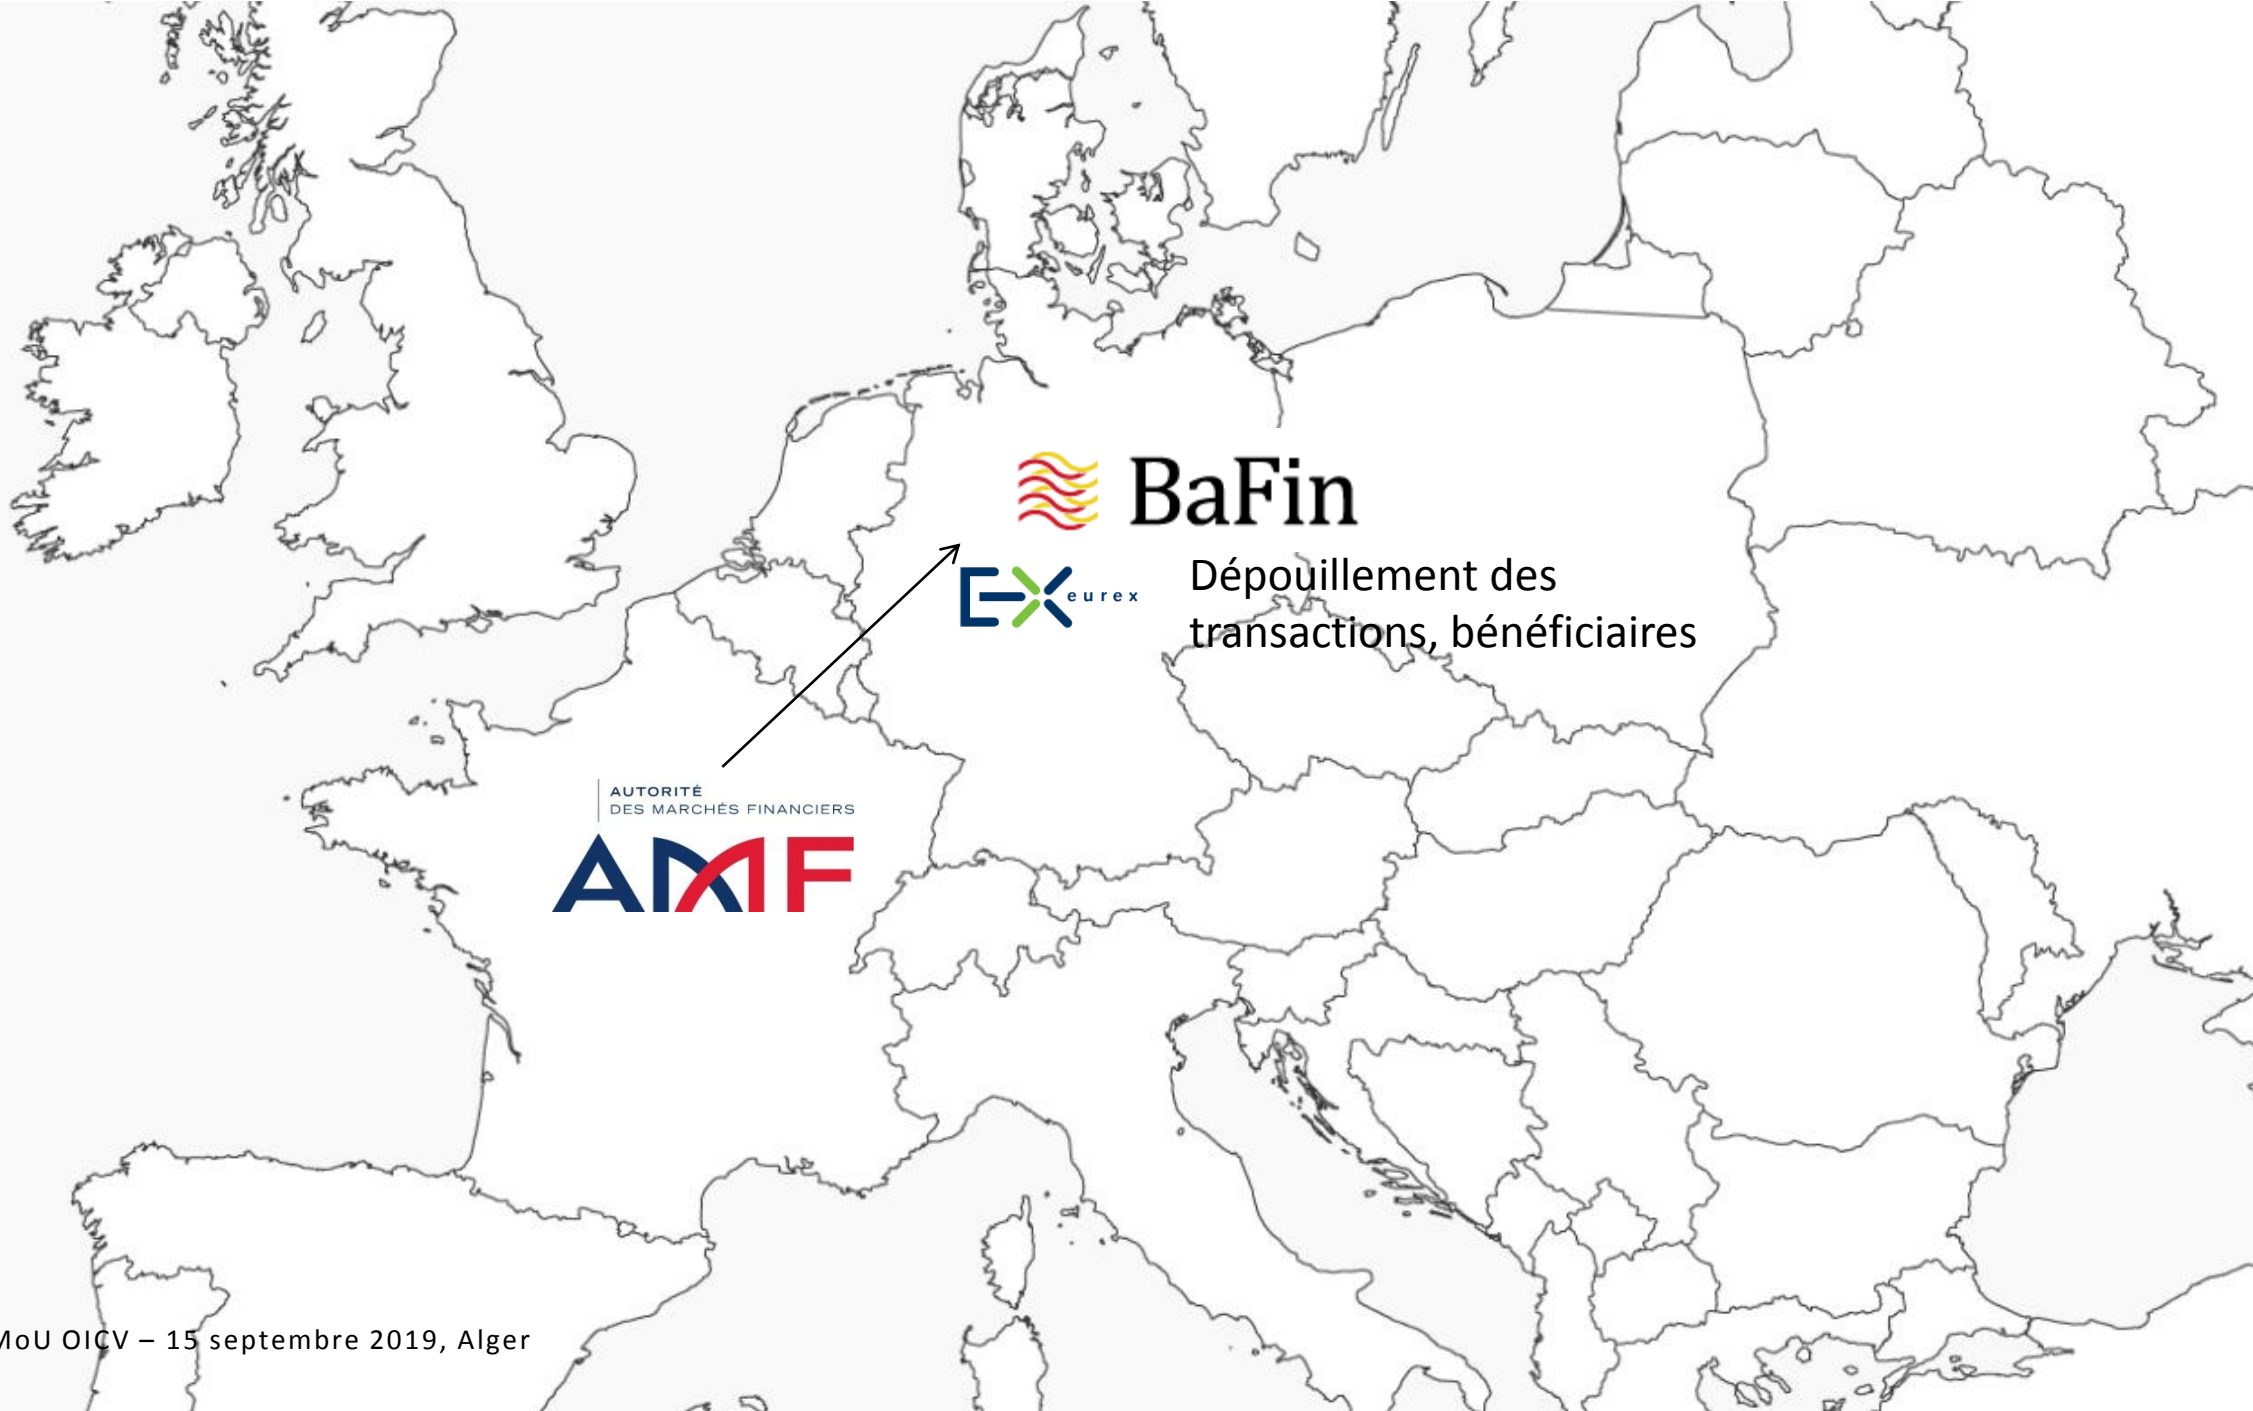 BaFin
eurex
Dépouillement des
transactions, bénéficiaires
AUTORITÉ
DES MARCHÉS FINANCIERS
AMF
MoU OICV – 15 septembre 2019, Alger